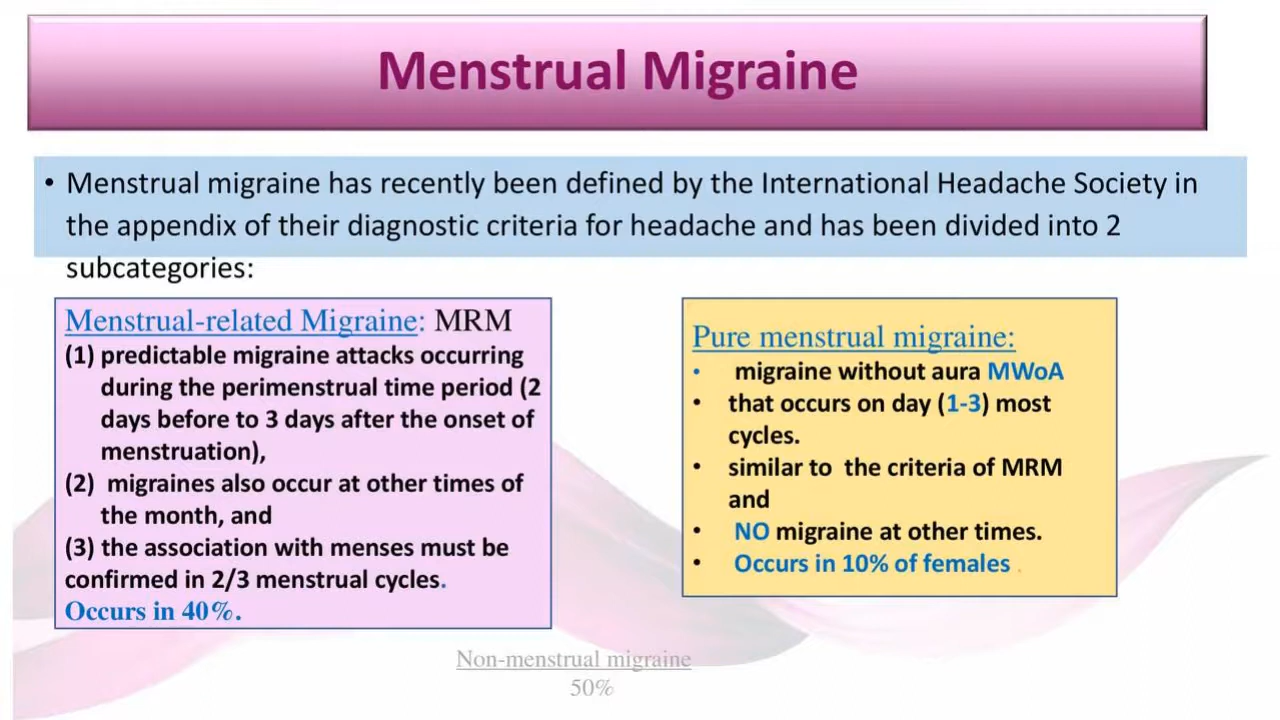 Menstrual Migraine
• Menstrual migraine has recently been defined by the International Headache Society in
the appendix of their diagnostic criteria for headache and has been divided into 2
subcategories:
Menstrual-related Migraine: MRM
(1) predictable migraine attacks occurring
during the perimenstrual time period (2
days before to 3 days after the onset of
menstruation),
(2) migraines also occur at other times of
the month, and
(3) the association with menses must be
confirmed in 2/3 menstrual cycles.
Occurs in 40%.
Pure menstrual migraine:
• migraine without aura MWoA
• that occurs on day (1-3) most
cycles.
• similar to the criteria of MRM
and
• NO migraine at other times.
• Occurs in 10% of females .
Non-menstrual migraine
50%